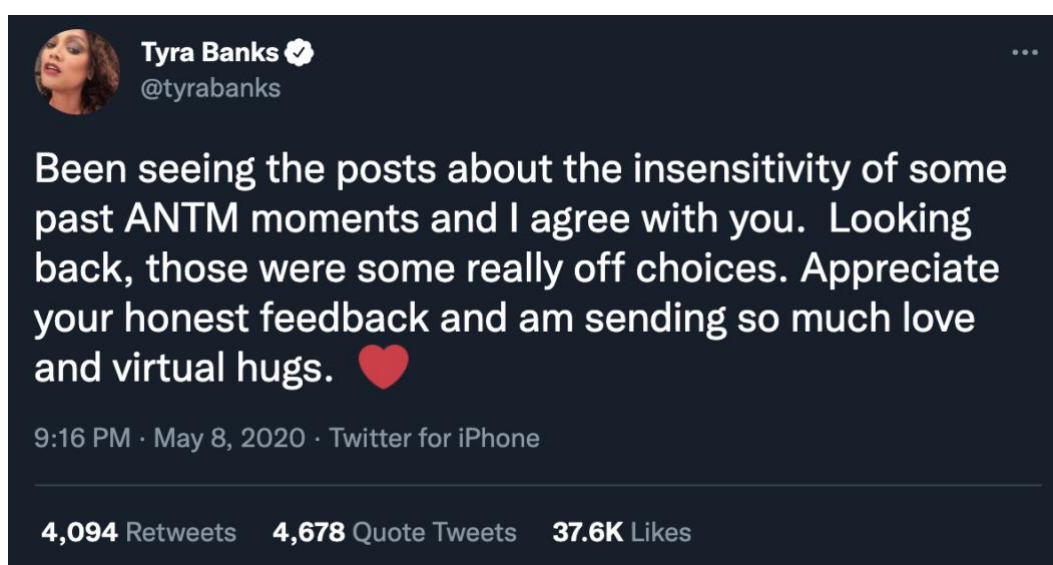 Tyra Banks
@tyrabanks
Been seeing the posts about the insensitivity of some
past ANTM moments and I agree with you.  Looking
back, those were some really off choices. Appreciate
your honest feedback and am sending so much love
and virtual hugs. ❤️
9:16 PM · May 8, 2020 · Twitter for iPhone
4,094 Retweets 4,678 Quote Tweets 37.6K Likes